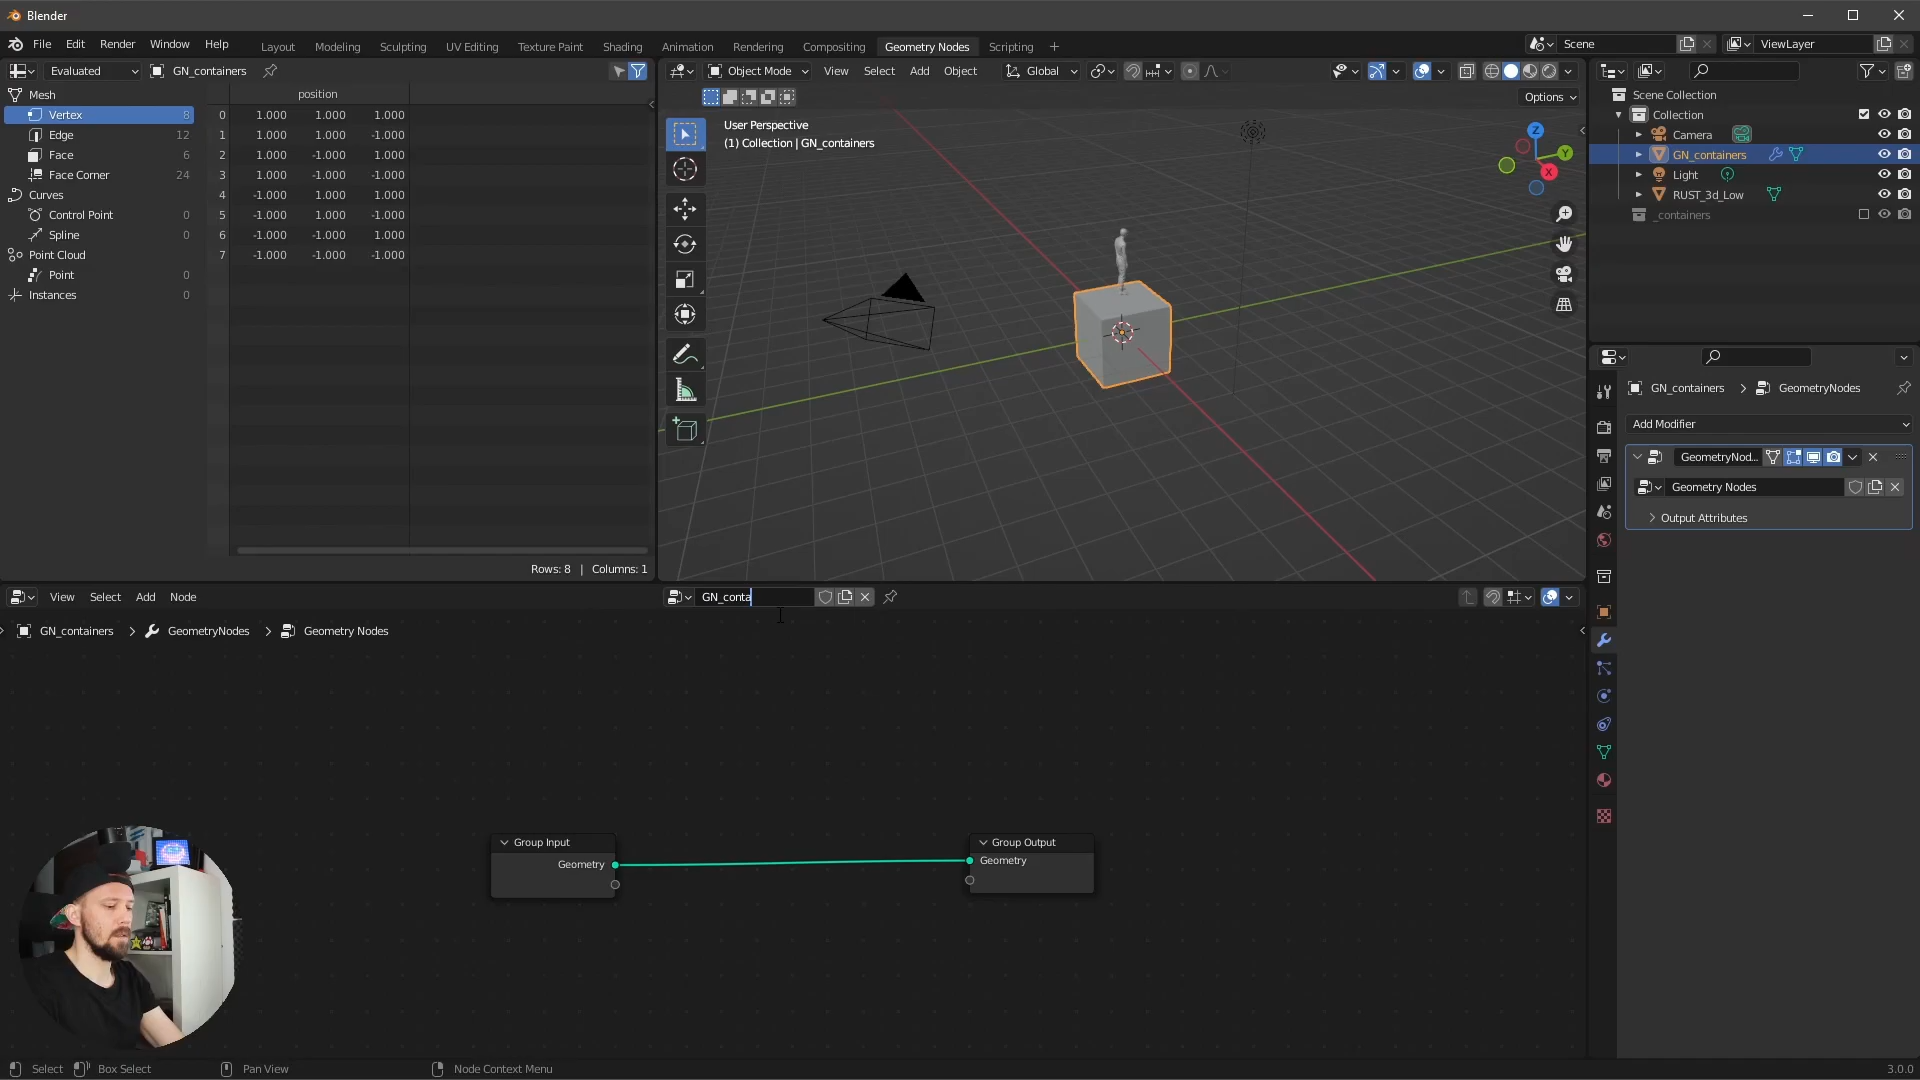 Blender
File Edit Render Window Help Layout Modeling Sculpting UV Editing Texture Paint Shading Animation Rendering Compositing Geometry Nodes Scripting + Scene ViewLayer
Evaluated GN_containers
Object Mode View Select Add Object Global
Options
Mesh
Vertex 8
Edge 12
Face 6
Face Corner 24
Curves
Control Point 0
Spline 0
Point Cloud
Point 0
Instances 0
position
0 1.000 1.000 1.000
1 1.000 1.000 -1.000
2 1.000 -1.000 1.000
3 1.000 -1.000 -1.000
4 -1.000 1.000 1.000
5 -1.000 1.000 -1.000
6 -1.000 -1.000 1.000
7 -1.000 -1.000 -1.000
Rows: 8 | Columns: 1
User Perspective
(1) Collection | GN_containers
Z
Y
X
Scene Collection
Collection
Camera
GN_containers
Light
RUST_3d_Low
_containers
GN_containers > GeometryNodes
Add Modifier
GeometryNod...
Geometry Nodes
Output Attributes
View Select Add Node GN_conta
GN_containers > GeometryNodes > Geometry Nodes
Group Input
Geometry
Group Output
Geometry
Select Box Select Pan View Node Context Menu 3.0.0